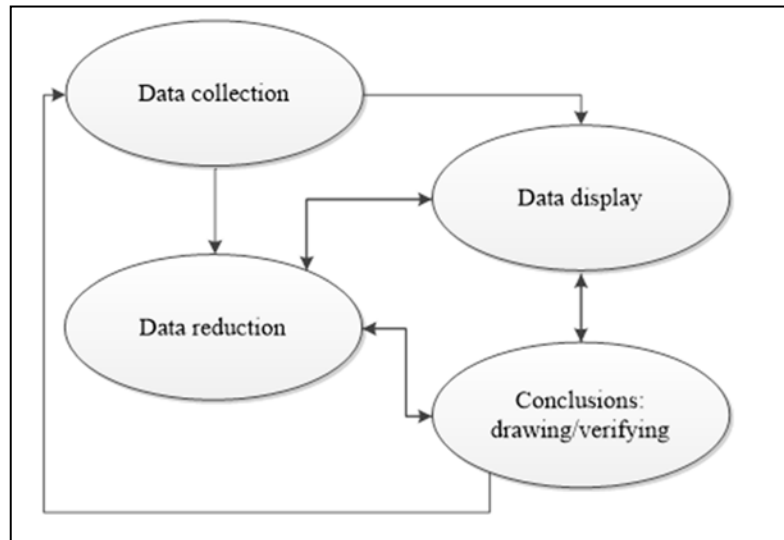 Data collection
Data display
Data reduction
Conclusions:
drawing/verifying